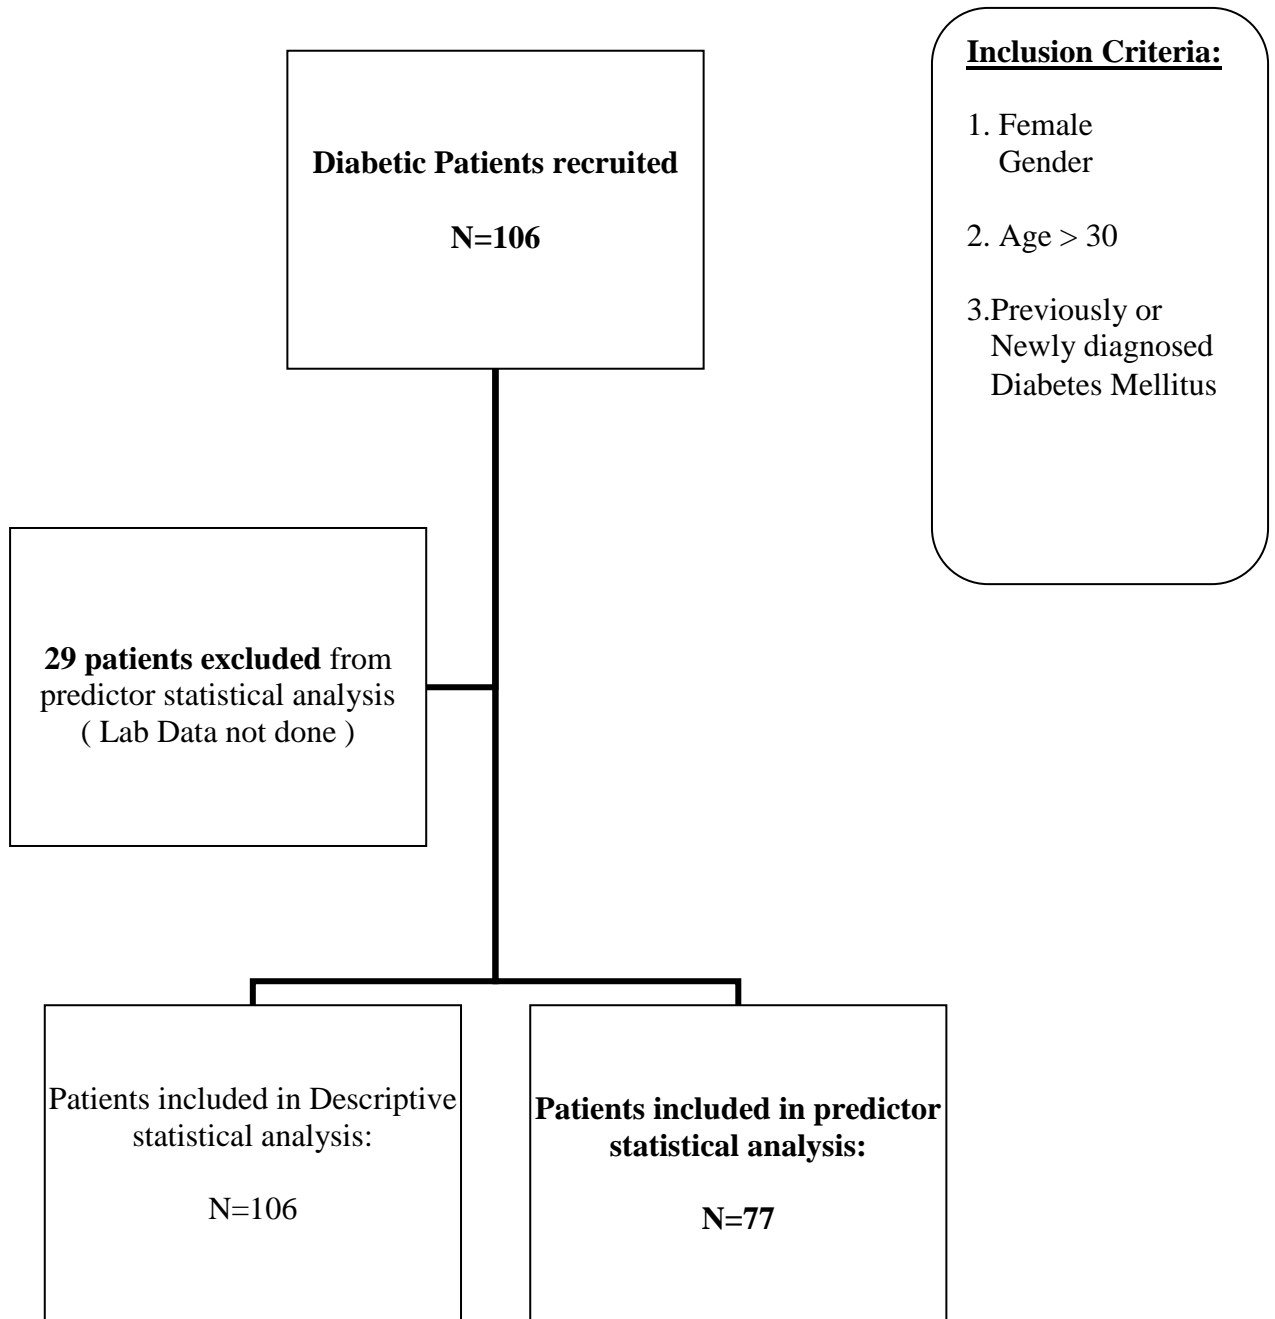 Diabetic Patients recruited
N=106
Inclusion Criteria:
1. Female
Gender
2. Age > 30
3.Previously or
Newly diagnosed
Diabetes Mellitus
29 patients excluded from
predictor statistical analysis
( Lab Data not done )
Patients included in Descriptive
statistical analysis:
N=106
Patients included in predictor
statistical analysis:
N=77